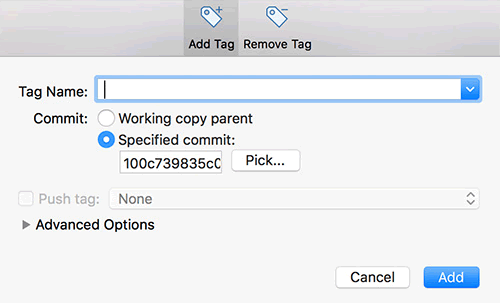 Add Tag Remove Tag
Tag Name:
Commit: Working copy parent
Specified commit:
100c739835c0 Pick...
Push tag: None
Advanced Options
Cancel Add